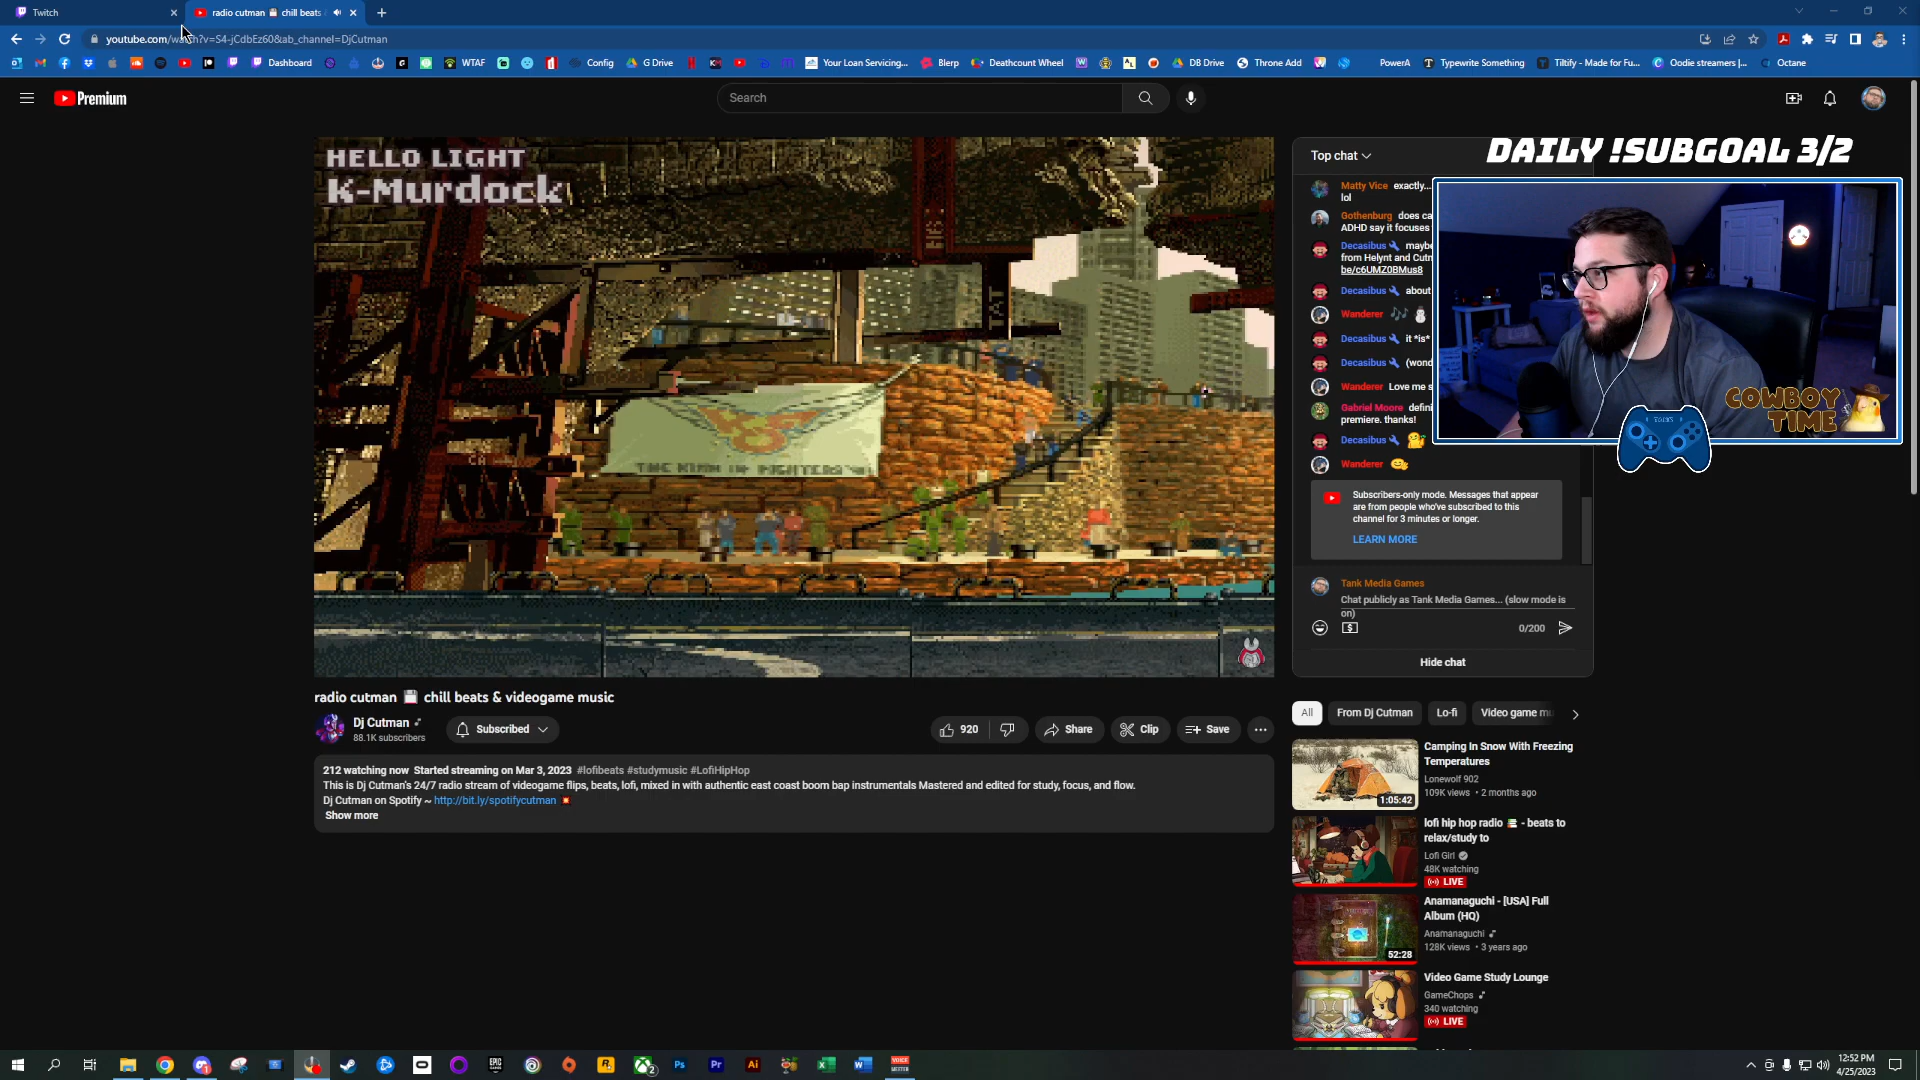 Twitch
radio cutman 💾 chill beats
youtube.com/watch?v=S4-jCdbEz60&ab_channel=DjCutman
Dashboard
WTAF
Config
G Drive
Your Loan Servicing...
Blerp
Deathcount Wheel
DB Drive
Throne Add
PowerA
Typewrite Something
Tiltify - Made for Fu...
Oodie streamers |...
Octane
Premium
Search
HELLO LIGHT
K-Murdock
Top chat
DAILY !SUBGOAL 3/2
Matty Vice exactly...
lol
Gothenburg does ca
ADHD say it focuses
Decasibus 🔧 maybe
from Helynt and Cutm
be/c6UMZ0BMus8
Decasibus 🔧 about
Wanderer 🎶 ⛄
Decasibus 🔧 it *is*
Decasibus 🔧 (wond
Wanderer Love me s
Gabriel Moore defini
premiere. thanks!
Decasibus 🔧
Wanderer
COWBOY
TIME
Subscribers-only mode. Messages that appear
are from people who've subscribed to this
channel for 3 minutes or longer.
LEARN MORE
Tank Media Games
Chat publicly as Tank Media Games... (slow mode is
on)
0/200
Hide chat
radio cutman 💾 chill beats & videogame music
Dj Cutman
88.1K subscribers
Subscribed
920
Share
Clip
Save
212 watching now Started streaming on Mar 3, 2023 #lofibeats #studymusic #LofiHipHop
This is Dj Cutman's 24/7 radio stream of videogame flips, beats, lofi, mixed in with authentic east coast boom bap instrumentals Mastered and edited for study, focus, and flow.
Dj Cutman on Spotify ~ http://bit.ly/spotifycutman 💥
Show more
All
From Dj Cutman
Lo-fi
Video game mu
Camping In Snow With Freezing
Temperatures
Lonewolf 902
109K views • 2 months ago
1:05:42
lofi hip hop radio 📚 - beats to
relax/study to
Lofi Girl
48K watching
LIVE
Anamanaguchi - [USA] Full
Album (HQ)
Anamanaguchi
128K views • 3 years ago
52:28
Video Game Study Lounge
GameChops
340 watching
LIVE
12:52 PM
4/25/2023